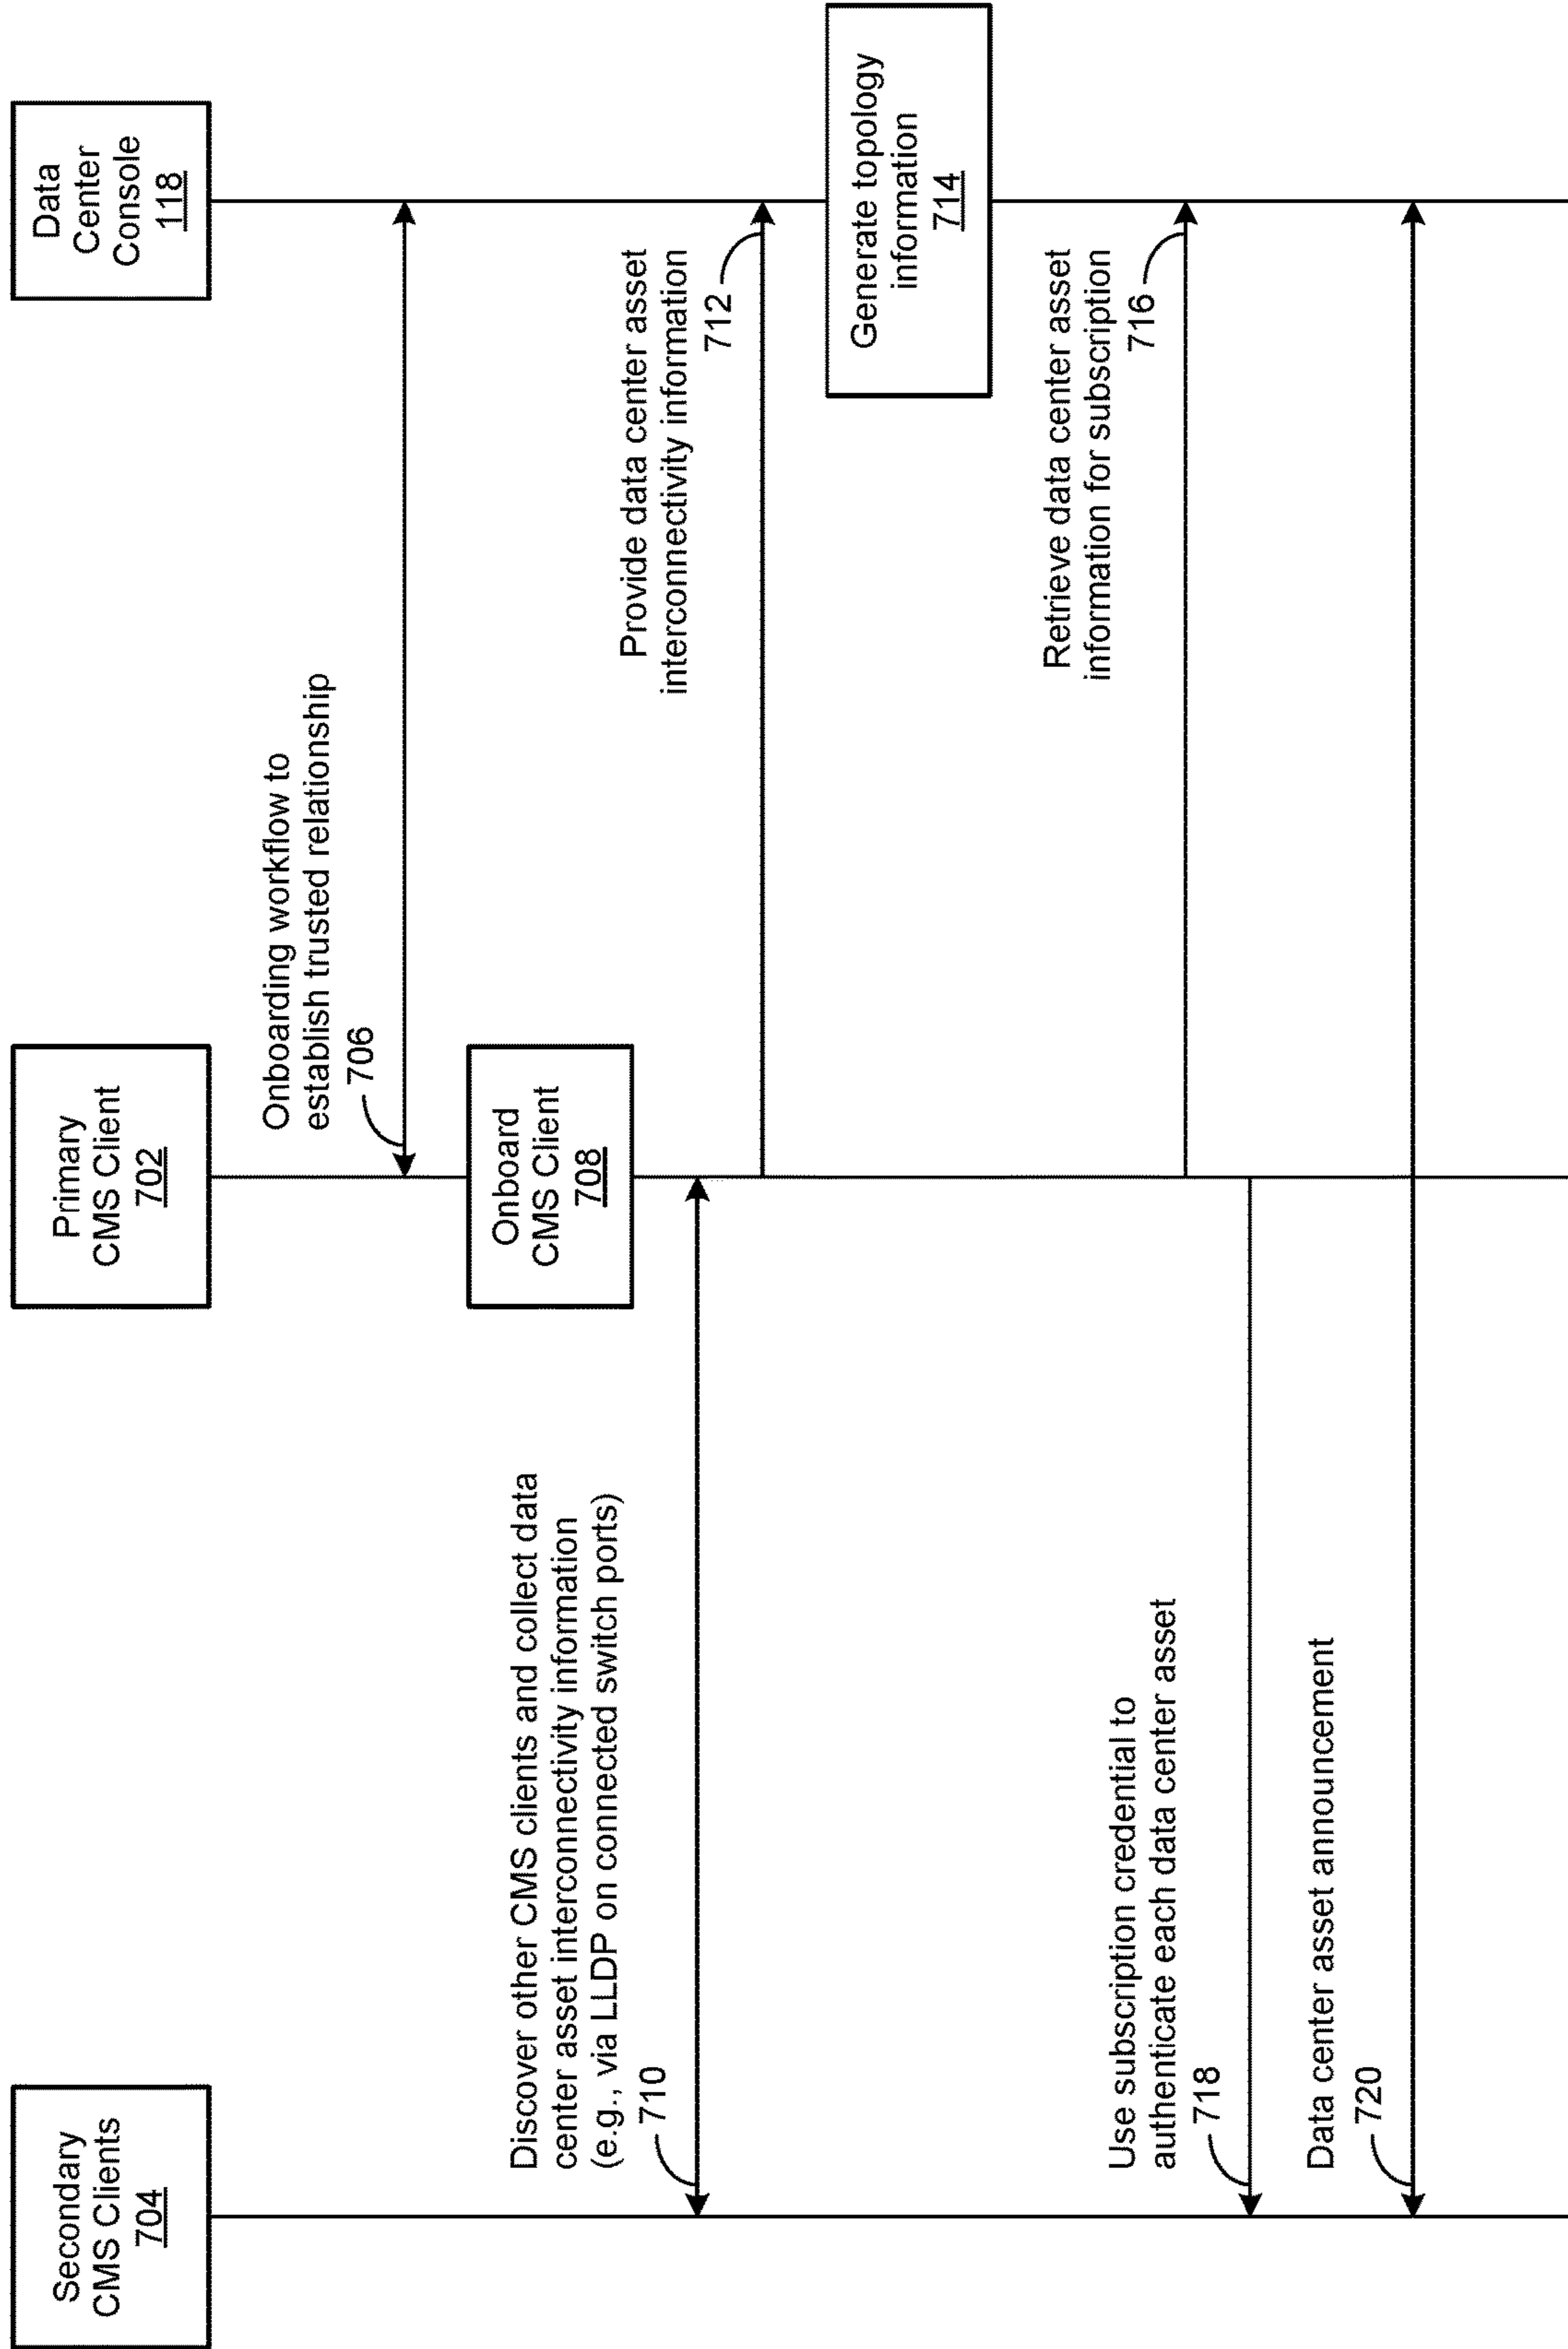 Secondary
CMS Clients
704
Primary
CMS Client
702
Data
Center
Console
118
Onboarding workflow to
establish trusted relationship
706
Onboard
CMS Client
708
Discover other CMS clients and collect data
center asset interconnectivity information
(e.g., via LLDP on connected switch ports)
710
Provide data center asset
interconnectivity information
712
Generate topology
information
714
Retrieve data center asset
information for subscription
716
Use subscription credential to
authenticate each data center asset
718
Data center asset announcement
720